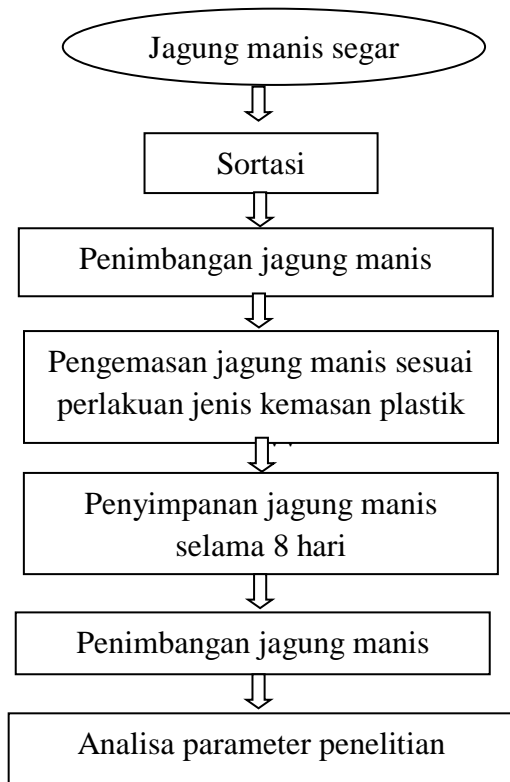 Jagung manis segar
Sortasi
Penimbangan jagung manis
Pengemasan jagung manis sesuai
perlakuan jenis kemasan plastik
Penyimpanan jagung manis
selama 8 hari
Penimbangan jagung manis
Analisa parameter penelitian